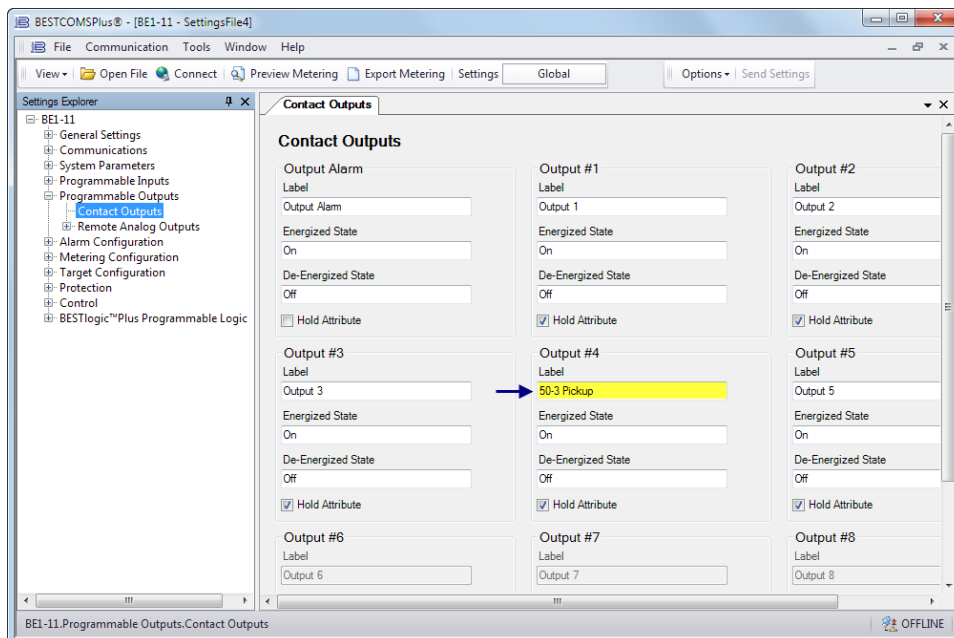 BESTCOMSPlus® - [BE1-11 - SettingsFile4]
File Communication Tools Window Help
View Open File Connect Preview Metering Export Metering Settings Global Options Send Settings
Settings Explorer
BE1-11
General Settings
Communications
System Parameters
Programmable Inputs
Programmable Outputs
Contact Outputs
Remote Analog Outputs
Alarm Configuration
Metering Configuration
Target Configuration
Protection
Control
BESTlogic™Plus Programmable Logic
Contact Outputs
Contact Outputs
Output Alarm
Label
Output Alarm
Energized State
On
De-Energized State
Off
Hold Attribute
Output #1
Label
Output 1
Energized State
On
De-Energized State
Off
Hold Attribute
Output #2
Label
Output 2
Energized State
On
De-Energized State
Off
Hold Attribute
Output #3
Label
Output 3
Energized State
On
De-Energized State
Off
Hold Attribute
Output #4
Label
50-3 Pickup
Energized State
On
De-Energized State
Off
Hold Attribute
Output #5
Label
Output 5
Energized State
On
De-Energized State
Off
Hold Attribute
Output #6
Label
Output 6
Output #7
Label
Output 7
Output #8
Label
Output 8
BE1-11.Programmable Outputs.Contact Outputs
OFFLINE